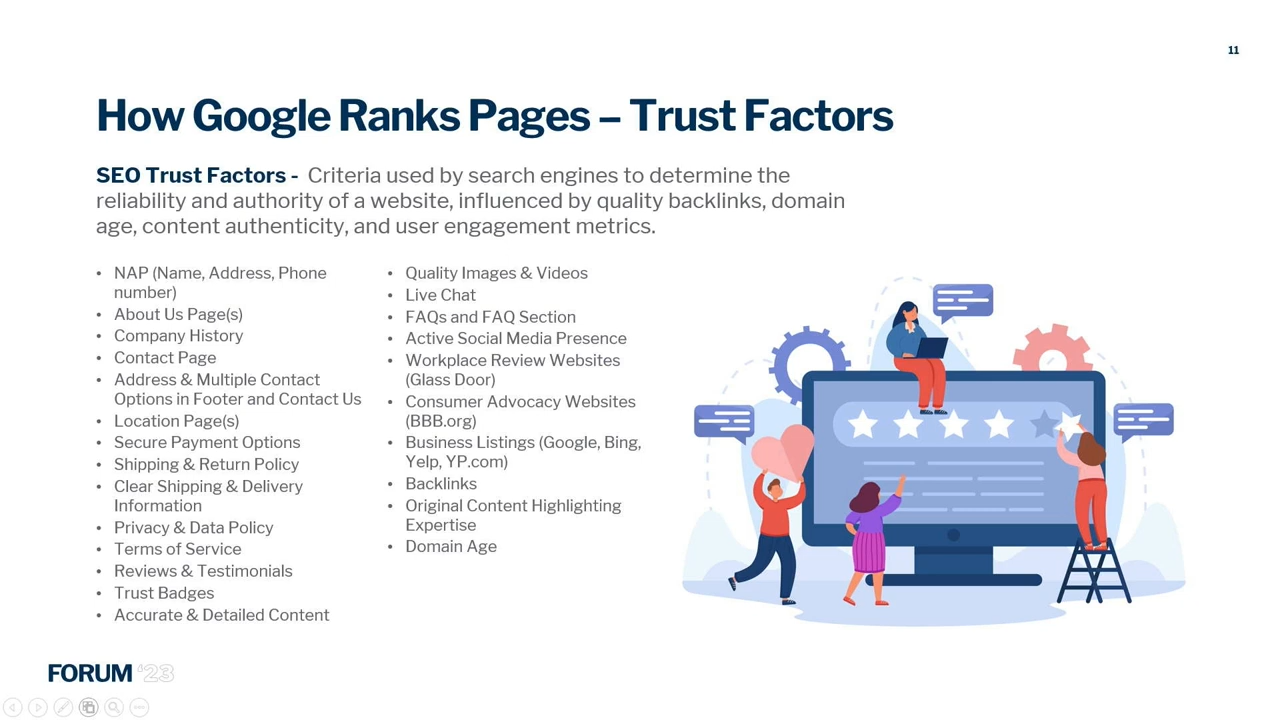 11
How Google Ranks Pages – Trust Factors
SEO Trust Factors - Criteria used by search engines to determine the
reliability and authority of a website, influenced by quality backlinks, domain
age, content authenticity, and user engagement metrics.
• NAP (Name, Address, Phone
number)
• About Us Page(s)
• Company History
• Contact Page
• Address & Multiple Contact
Options in Footer and Contact Us
• Location Page(s)
• Secure Payment Options
• Shipping & Return Policy
• Clear Shipping & Delivery
Information
• Privacy & Data Policy
• Terms of Service
• Reviews & Testimonials
• Trust Badges
• Accurate & Detailed Content
• Quality Images & Videos
• Live Chat
• FAQs and FAQ Section
• Active Social Media Presence
• Workplace Review Websites
(Glass Door)
• Consumer Advocacy Websites
(BBB.org)
• Business Listings (Google, Bing,
Yelp, YP.com)
• Backlinks
• Original Content Highlighting
Expertise
• Domain Age
FORUM ‘23